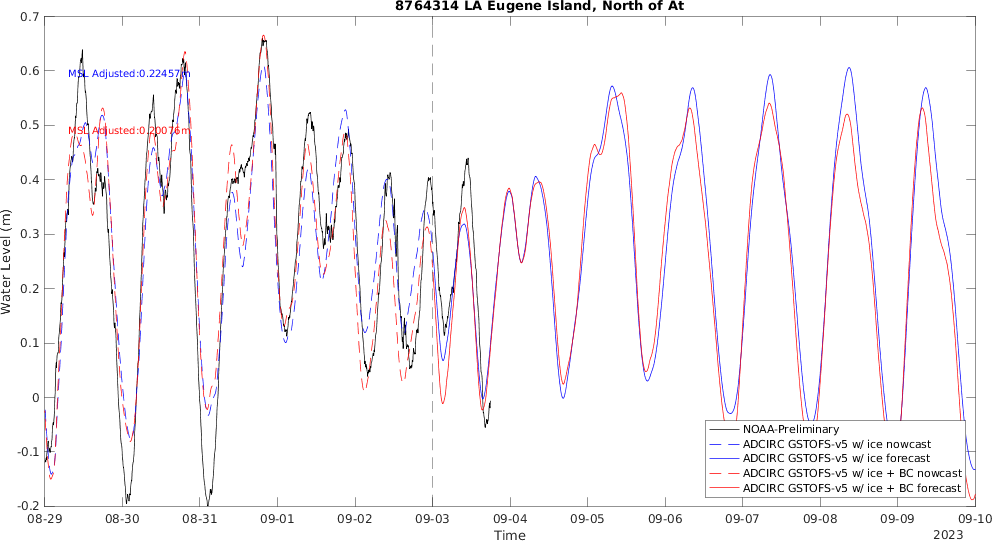 8764314 LA Eugene Island, North of At
0.7
0.6
0.5
0.4
0.3
0.2
0.1
0
-0.1
-0.2
Water Level (m)
MSL Adjusted:0.22457m
MSL Adjusted:0.20076m
NOAA-Preliminary
ADCIRC GSTOFS-v5 w/ ice nowcast
ADCIRC GSTOFS-v5 w/ ice forecast
ADCIRC GSTOFS-v5 w/ ice + BC nowcast
ADCIRC GSTOFS-v5 w/ ice + BC forecast
08-29 08-30 08-31 09-01 09-02 09-03 09-04 09-05 09-06 09-07 09-08 09-09 09-10
Time
2023